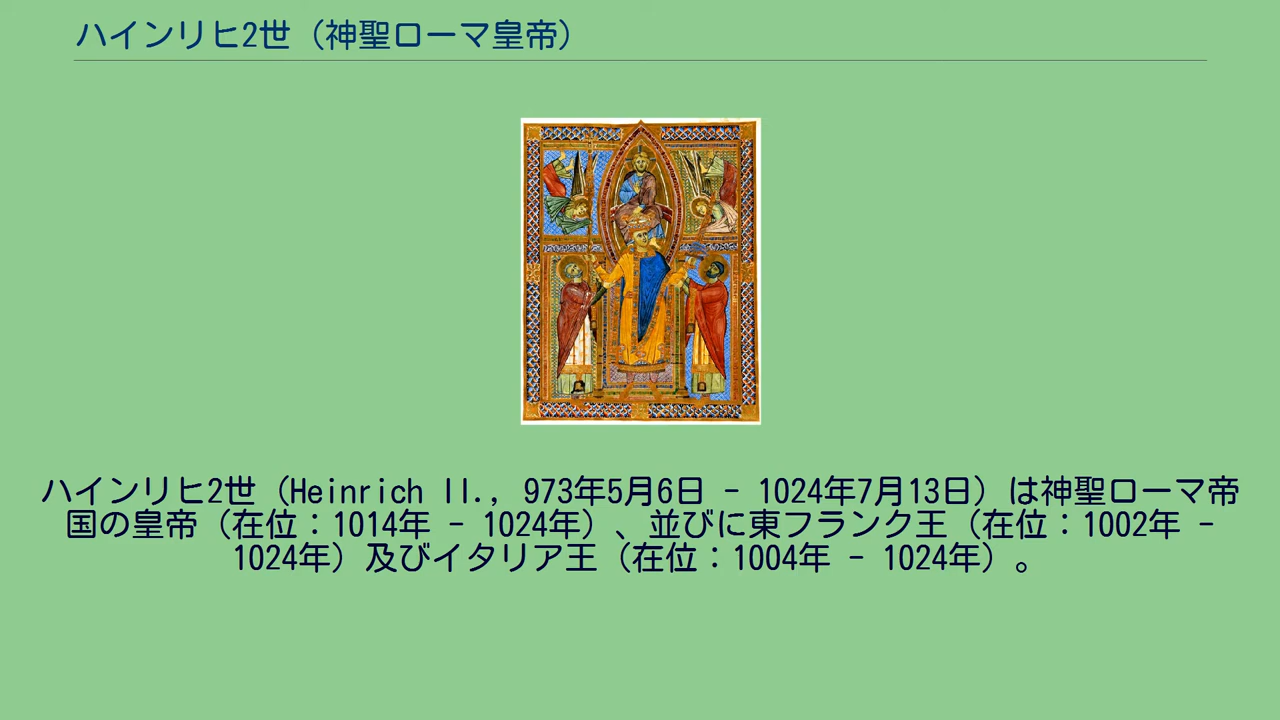 ハインリヒ2世（神聖ローマ皇帝）
ハインリヒ2世（Heinrich II., 973年5月6日 - 1024年7月13日）は神聖ローマ帝
国の皇帝（在位：1014年 - 1024年）、並びに東フランク王（在位：1002年 -
1024年）及びイタリア王（在位：1004年 - 1024年）。